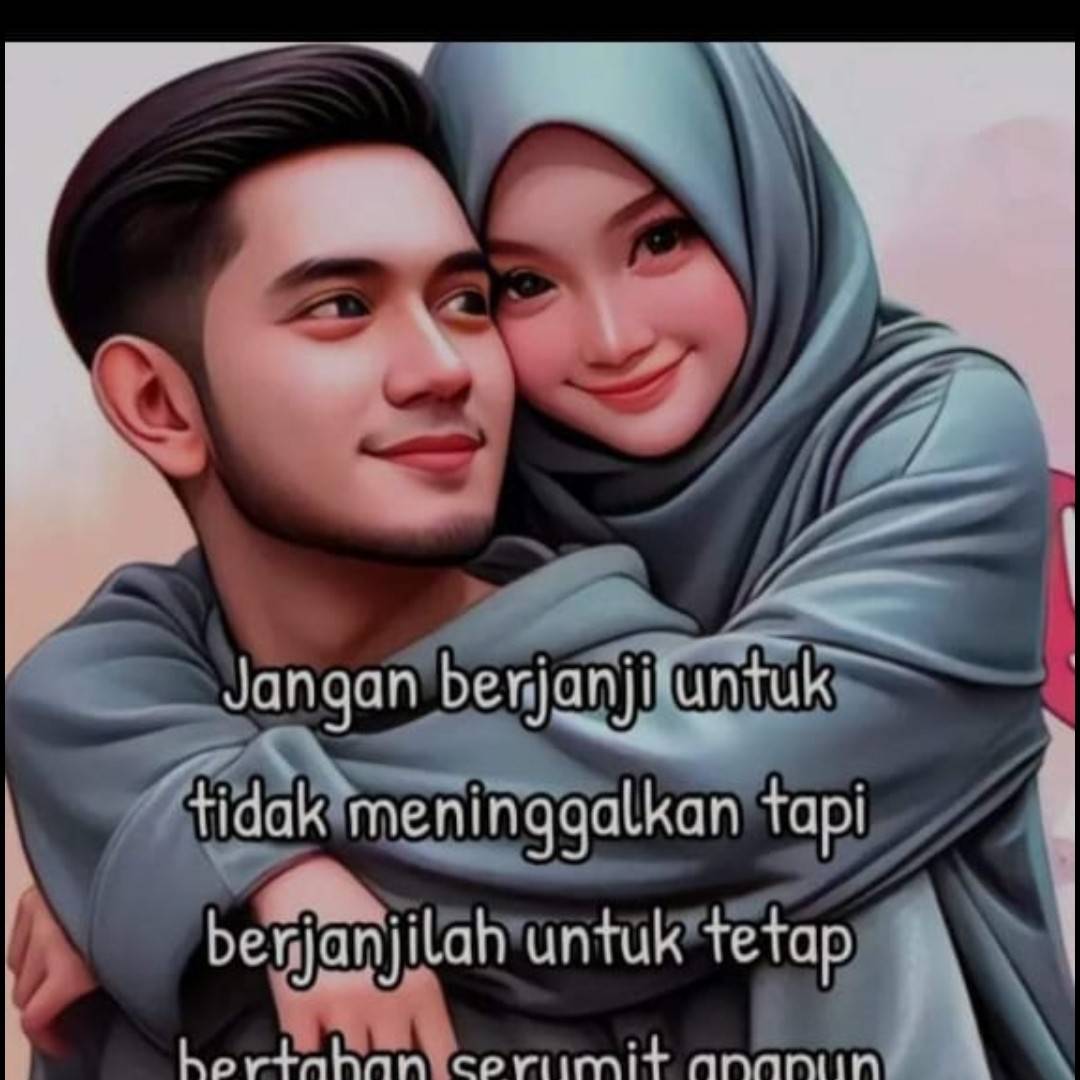 Jangan berjanji untuk
tidak meninggalkan tapi
berjanjilah untuk tetap
bertahan serumit apapun